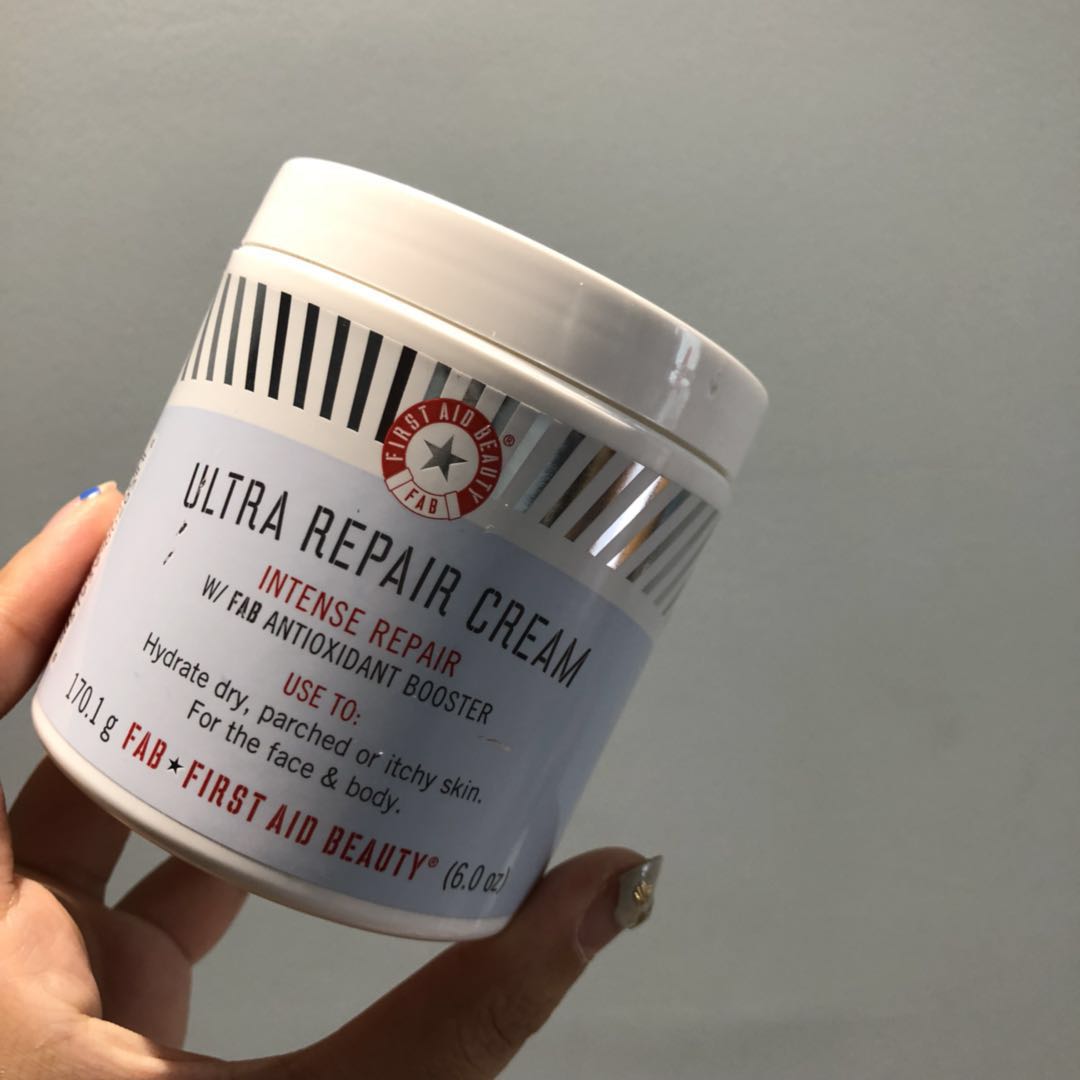 FIRST AID BEAUTY ®
FAB
ULTRA REPAIR CREAM
INTENSE REPAIR
W/ FAB ANTIOXIDANT BOOSTER
USE TO:
Hydrate dry, parched or itchy skin.
For the face & body.
170.1 g FAB★FIRST AID BEAUTY® (6.0 oz)